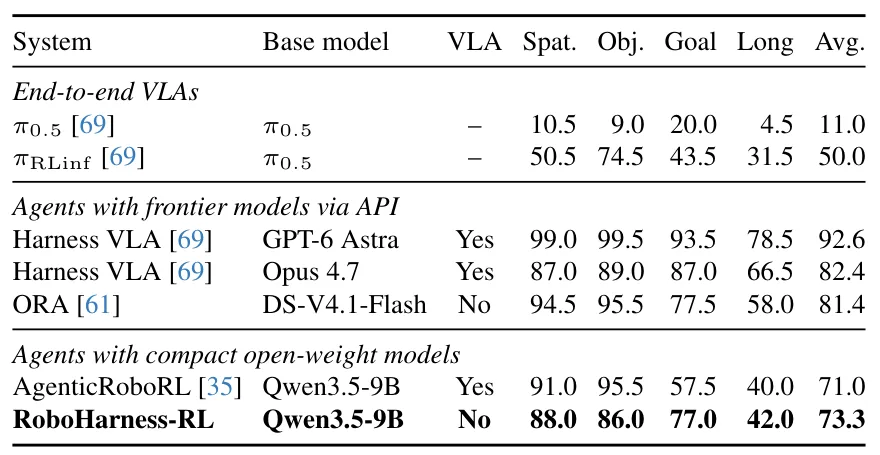 System Base model VLA Spat. Obj. Goal Long Avg.
End-to-end VLAs
π0.5 [69] π0.5 – 10.5 9.0 20.0 4.5 11.0
πRLinf [69] π0.5 – 50.5 74.5 43.5 31.5 50.0
Agents with frontier models via API
Harness VLA [69] GPT-6 Astra Yes 99.0 99.5 93.5 78.5 92.6
Harness VLA [69] Opus 4.7 Yes 87.0 89.0 87.0 66.5 82.4
ORA [61] DS-V4.1-Flash No 94.5 95.5 77.5 58.0 81.4
Agents with compact open-weight models
AgenticRoboRL [35] Qwen3.5-9B Yes 91.0 95.5 57.5 40.0 71.0
RoboHarness-RL Qwen3.5-9B No 88.0 86.0 77.0 42.0 73.3